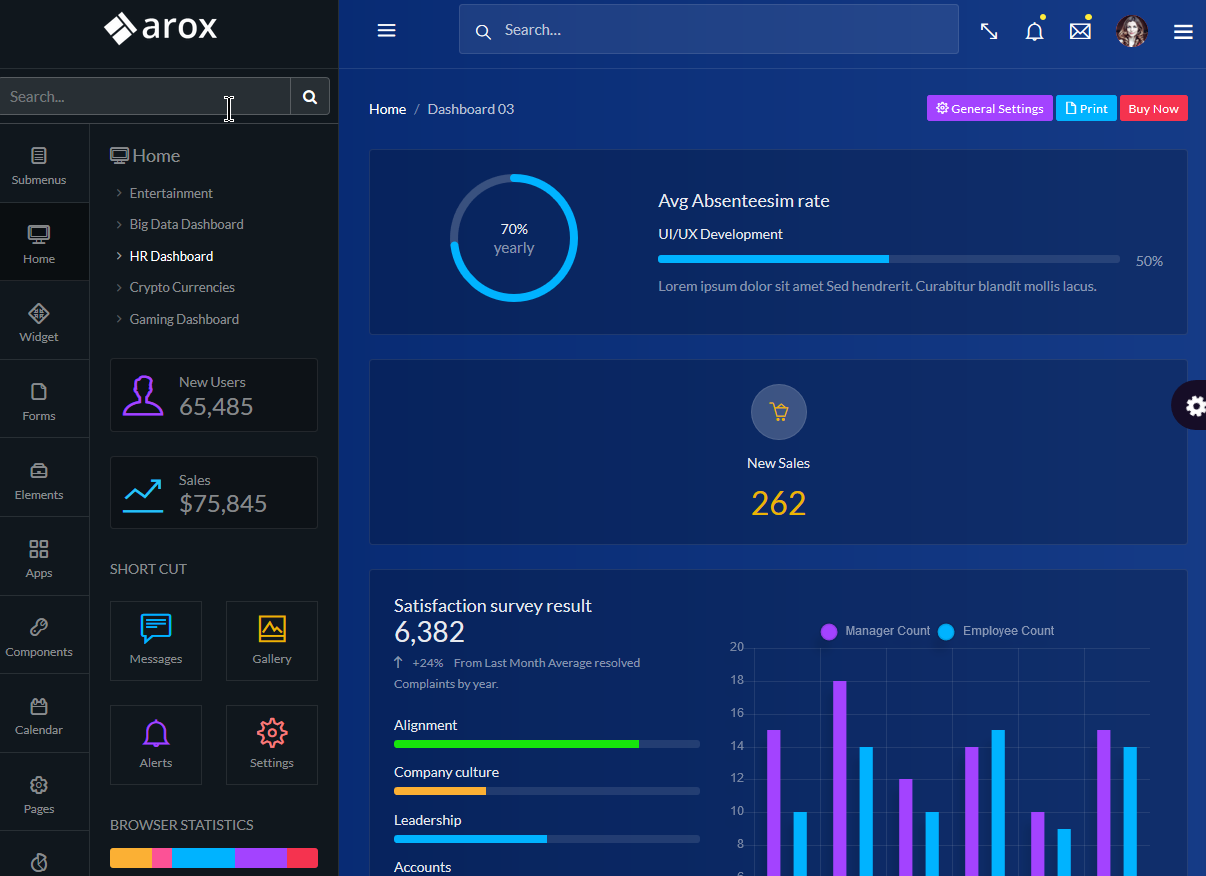 arox
Search...
Search...
Home / Dashboard 03
General Settings
Print
Buy Now
Submenus
Home
Widget
Forms
Elements
Apps
Components
Calendar
Pages
Home
Entertainment
Big Data Dashboard
HR Dashboard
Crypto Currencies
Gaming Dashboard
New Users
65,485
Sales
$75,845
SHORT CUT
Messages
Gallery
Alerts
Settings
BROWSER STATISTICS
70%
yearly
Avg Absenteesim rate
UI/UX Development
50%
Lorem ipsum dolor sit amet Sed hendrerit. Curabitur blandit mollis lacus.
New Sales
262
Satisfaction survey result
6,382
+24% From Last Month Average resolved
Complaints by year.
Alignment
Company culture
Leadership
Accounts
Manager Count
Employee Count
20
18
16
14
12
10
8
6